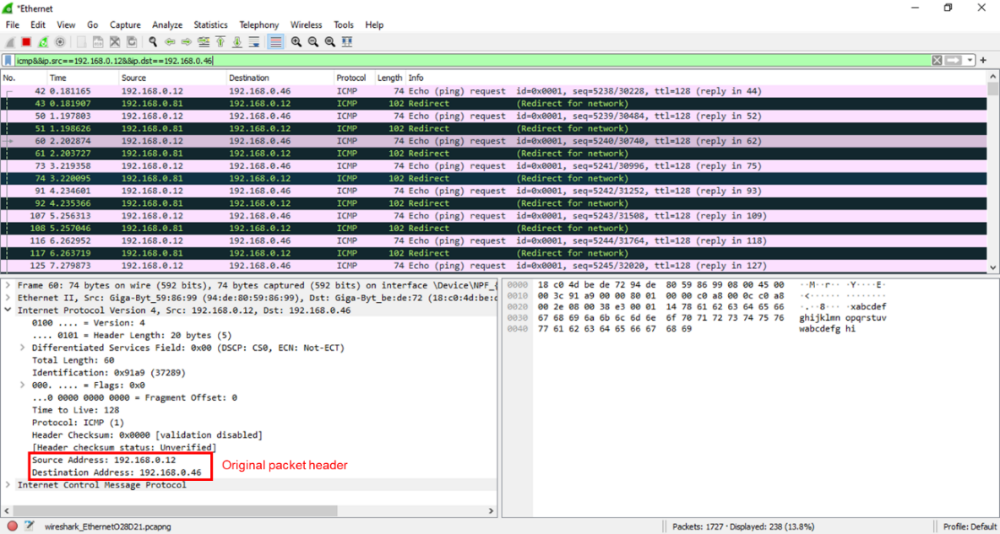 *Ethernet
File Edit View Go Capture Analyze Statistics Telephony Wireless Tools Help
icmp&&ip.src==192.168.0.12&&ip.dst==192.168.0.46
No. Time Source Destination Protocol Length Info
42 0.181165 192.168.0.12 192.168.0.46 ICMP 74 Echo (ping) request id=0x0001, seq=5238/30228, ttl=128 (reply in 44)
43 0.181907 192.168.0.81 192.168.0.12 ICMP 102 Redirect (Redirect for network)
50 1.197803 192.168.0.12 192.168.0.46 ICMP 74 Echo (ping) request id=0x0001, seq=5239/30484, ttl=128 (reply in 52)
51 1.198626 192.168.0.81 192.168.0.12 ICMP 102 Redirect (Redirect for network)
60 2.202874 192.168.0.12 192.168.0.46 ICMP 74 Echo (ping) request id=0x0001, seq=5240/30740, ttl=128 (reply in 62)
61 2.203727 192.168.0.81 192.168.0.12 ICMP 102 Redirect (Redirect for network)
73 3.219358 192.168.0.12 192.168.0.46 ICMP 74 Echo (ping) request id=0x0001, seq=5241/30996, ttl=128 (reply in 75)
74 3.220095 192.168.0.81 192.168.0.12 ICMP 102 Redirect (Redirect for network)
91 4.234601 192.168.0.12 192.168.0.46 ICMP 74 Echo (ping) request id=0x0001, seq=5242/31252, ttl=128 (reply in 93)
92 4.235366 192.168.0.81 192.168.0.12 ICMP 102 Redirect (Redirect for network)
107 5.256313 192.168.0.12 192.168.0.46 ICMP 74 Echo (ping) request id=0x0001, seq=5243/31508, ttl=128 (reply in 109)
108 5.257046 192.168.0.81 192.168.0.12 ICMP 102 Redirect (Redirect for network)
116 6.262952 192.168.0.12 192.168.0.46 ICMP 74 Echo (ping) request id=0x0001, seq=5244/31764, ttl=128 (reply in 118)
117 6.263719 192.168.0.81 192.168.0.12 ICMP 102 Redirect (Redirect for network)
125 7.279873 192.168.0.12 192.168.0.46 ICMP 74 Echo (ping) request id=0x0001, seq=5245/32020, ttl=128 (reply in 127)
Frame 60: 74 bytes on wire (592 bits), 74 bytes captured (592 bits) on interface \Device\NPF_{
Ethernet II, Src: Giga-Byt_59:86:99 (94:de:80:59:86:99), Dst: Giga-Byt_be:de:72 (18:c0:4d:be:d
Internet Protocol Version 4, Src: 192.168.0.12, Dst: 192.168.0.46
0100 .... = Version: 4
.... 0101 = Header Length: 20 bytes (5)
Differentiated Services Field: 0x00 (DSCP: CS0, ECN: Not-ECT)
Total Length: 60
Identification: 0x91a9 (37289)
000. .... = Flags: 0x0
...0 0000 0000 0000 = Fragment Offset: 0
Time to Live: 128
Protocol: ICMP (1)
Header Checksum: 0x0000 [validation disabled]
[Header checksum status: Unverified]
Source Address: 192.168.0.12
Destination Address: 192.168.0.46
Original packet header
Internet Control Message Protocol
0000 18 c0 4d be de 72 94 de 80 59 86 99 08 00 45 00 ··M··r·· ·Y····E·
0010 00 3c 91 a9 00 00 80 01 00 00 c0 a8 00 0c c0 a8 ·<······ ········
0020 00 2e 08 00 38 e3 00 01 14 78 61 62 63 64 65 66 ·.··8··· ·xabcdef
0030 67 68 69 6a 6b 6c 6d 6e 6f 70 71 72 73 74 75 76 ghijklmn opqrstuv
0040 77 61 62 63 64 65 66 67 68 69 wabcdefg hi
wireshark_EthernetO28D21.pcapng
Packets: 1727 · Displayed: 238 (13.8%)
Profile: Default